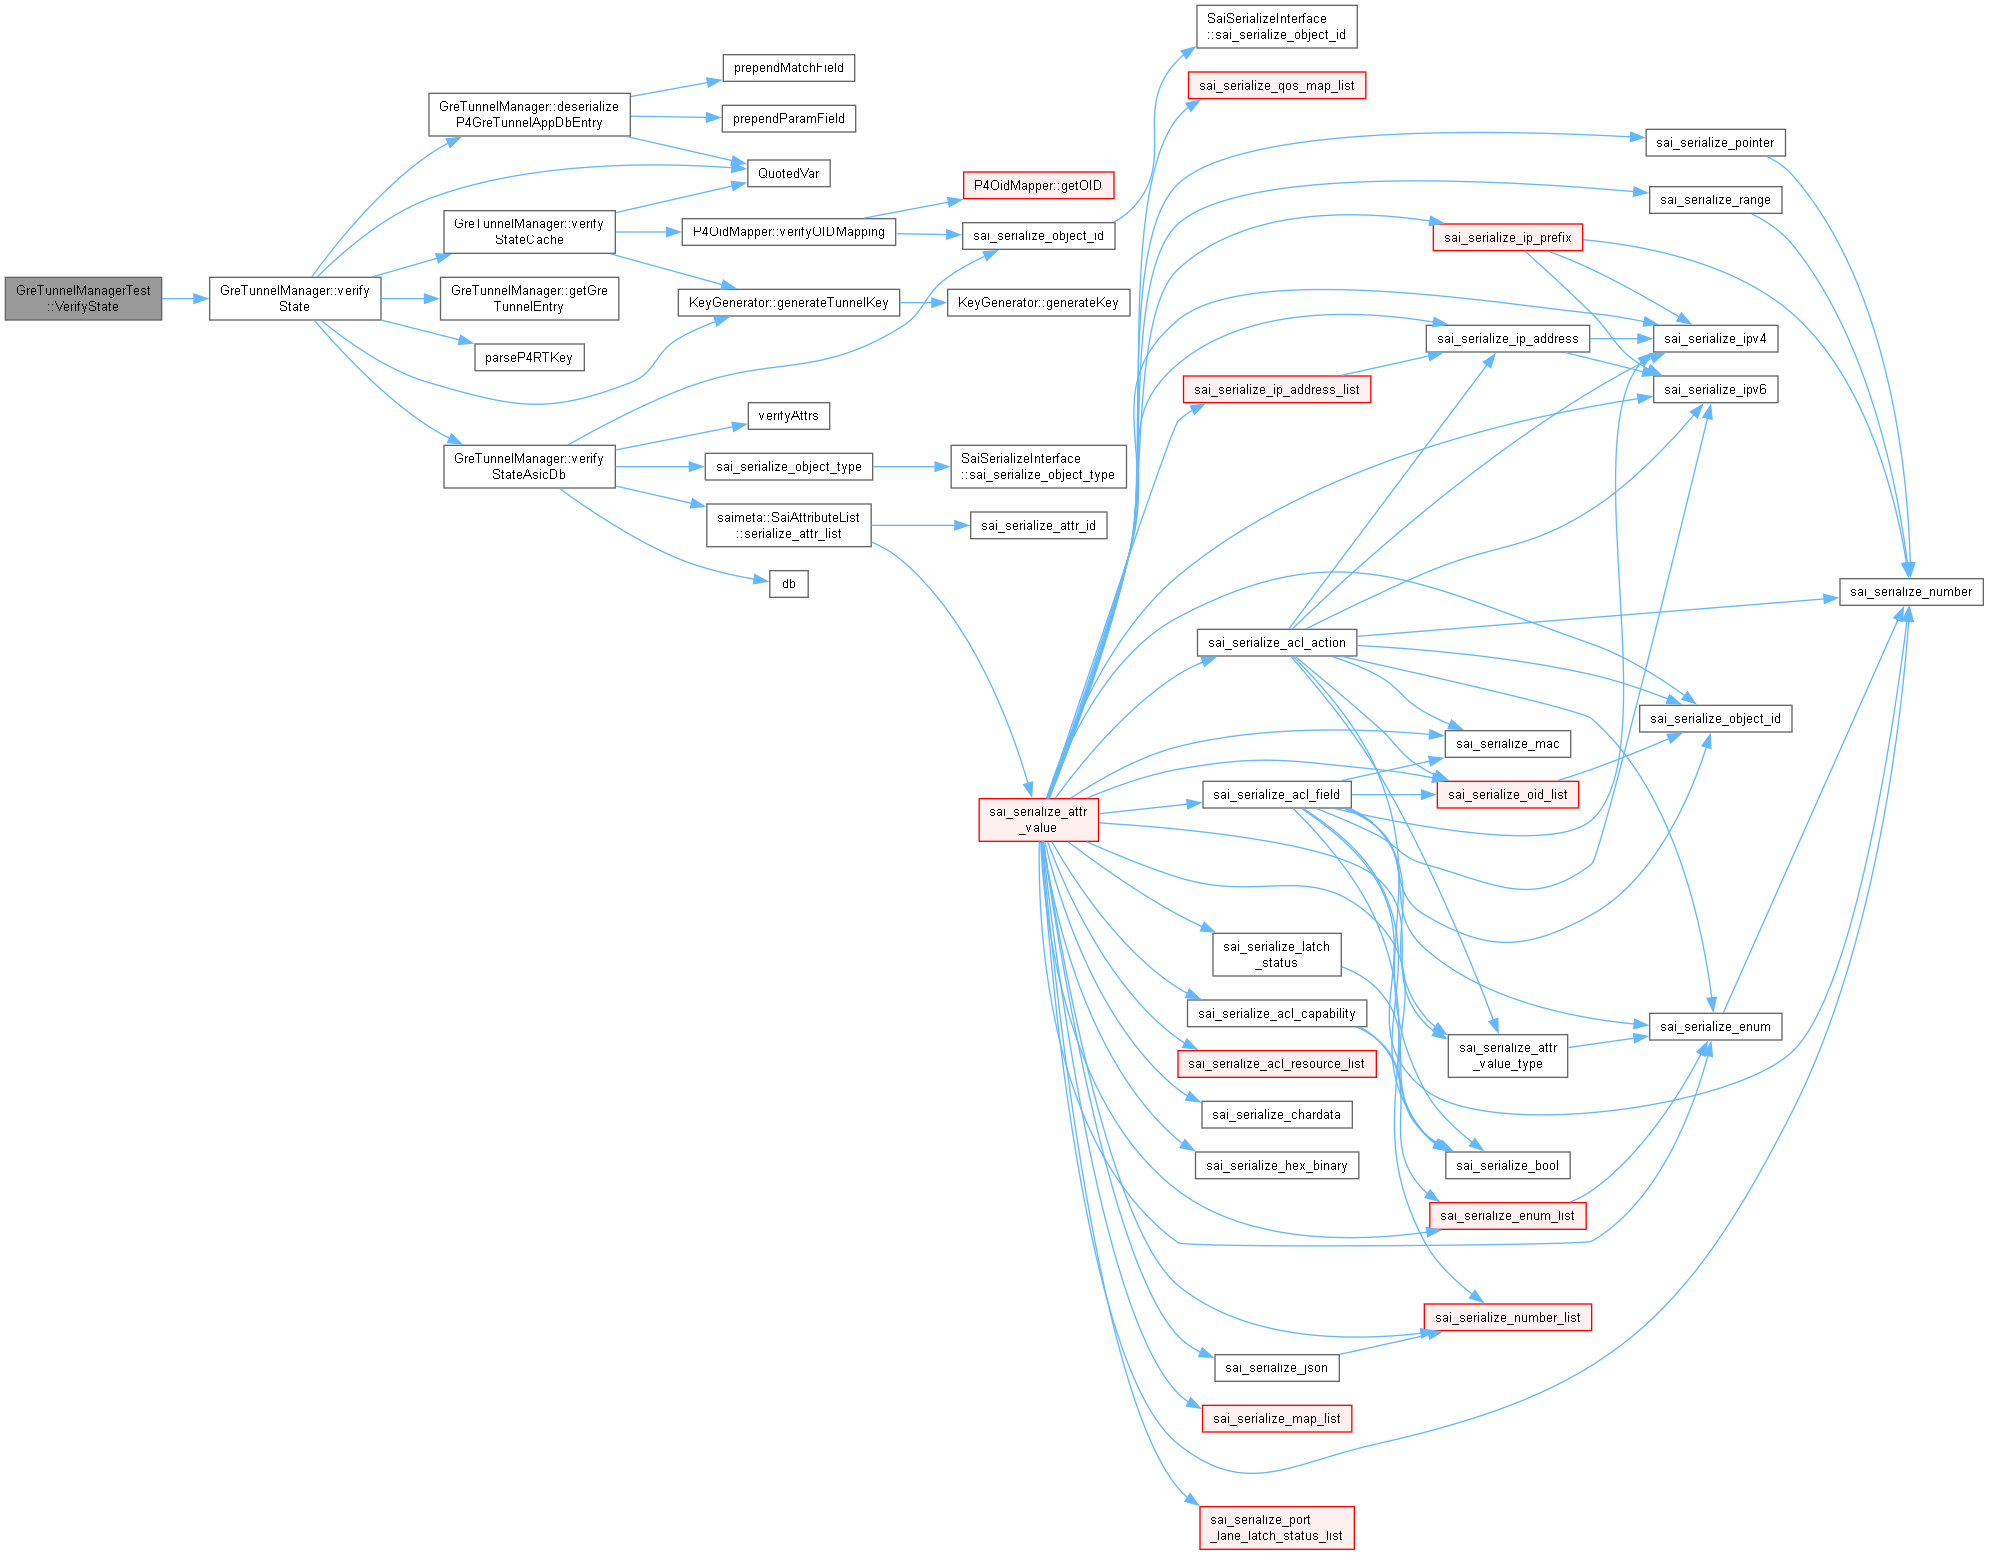 GreTunnelManagerTest
::VerifyState
GreTunnelManager::verify
State
GreTunnelManager::deserialize
P4GreTunnelAppDbEntry
prependMatchField
prependParamField
QuotedVar
GreTunnelManager::verify
StateCache
P4OidMapper::verifyOIDMapping
P4OidMapper::getOID
sai_serialize_object_id
SaiSerializeInterface
::sai_serialize_object_id
GreTunnelManager::getGre
TunnelEntry
KeyGenerator::generateTunnelKey
KeyGenerator::generateKey
parseP4RTKey
GreTunnelManager::verify
StateAsicDb
verifyAttrs
sai_serialize_object_type
SaiSerializeInterface
::sai_serialize_object_type
saimeta::SaiAttributeList
::serialize_attr_list
sai_serialize_attr_id
db
sai_serialize_attr
_value
sai_serialize_qos_map_list
sai_serialize_pointer
sai_serialize_range
sai_serialize_ip_prefix
sai_serialize_ip_address
sai_serialize_ipv4
sai_serialize_ip_address_list
sai_serialize_ipv6
sai_serialize_number
sai_serialize_acl_action
sai_serialize_object_id
sai_serialize_mac
sai_serialize_acl_field
sai_serialize_oid_list
sai_serialize_latch
_status
sai_serialize_acl_capability
sai_serialize_enum
sai_serialize_attr
_value_type
sai_serialize_acl_resource_list
sai_serialize_chardata
sai_serialize_hex_binary
sai_serialize_bool
sai_serialize_enum_list
sai_serialize_number_list
sai_serialize_json
sai_serialize_map_list
sai_serialize_port
_lane_latch_status_list